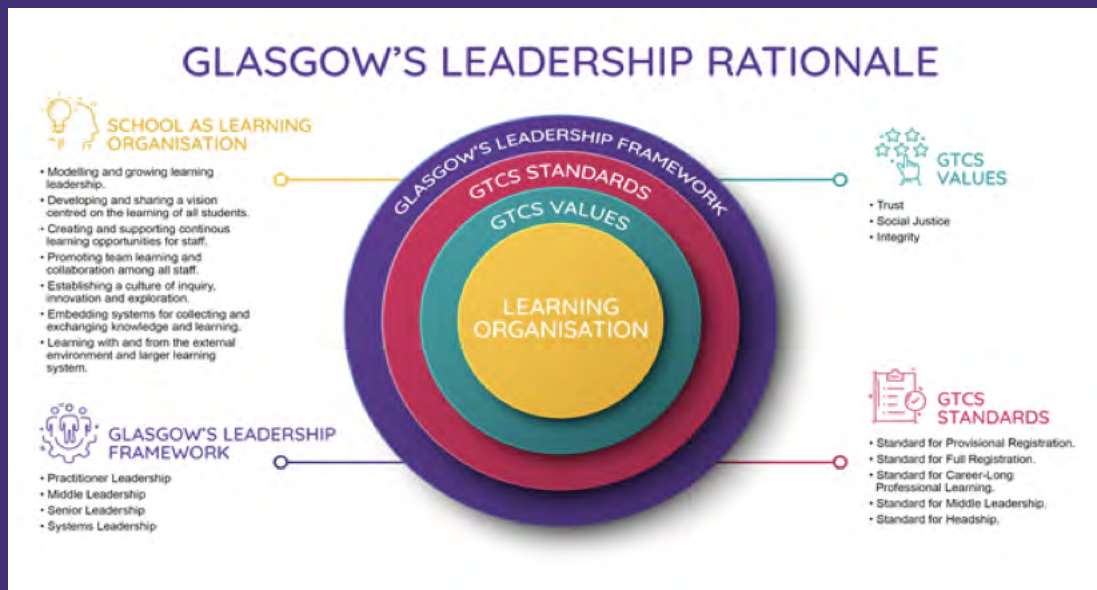 GLASGOW'S LEADERSHIP RATIONALE
SCHOOL AS LEARNING
ORGANISATION
• Modelling and growing learning
leadership.
• Developing and sharing a vision
centred on the learning of all students.
• Creating and supporting continous
learning opportunities for staff.
• Promoting team learning and
collaboration among all staff.
• Establishing a culture of inquiry,
innovation and exploration.
• Embedding systems for collecting and
exchanging knowledge and learning.
• Learning with and from the external
environment and larger learning
system.
GLASGOW'S LEADERSHIP
FRAMEWORK
• Practitioner Leadership
• Middle Leadership
• Senior Leadership
• Systems Leadership
GLASGOW'S LEADERSHIP FRAMEWORK
GTCS STANDARDS
GTCS VALUES
LEARNING
ORGANISATION
GTCS
VALUES
• Trust
• Social Justice
• Integrity
GTCS
STANDARDS
• Standard for Provisional Registration.
• Standard for Full Registration.
• Standard for Career-Long
Professional Learning.
• Standard for Middle Leadership.
• Standard for Headship.